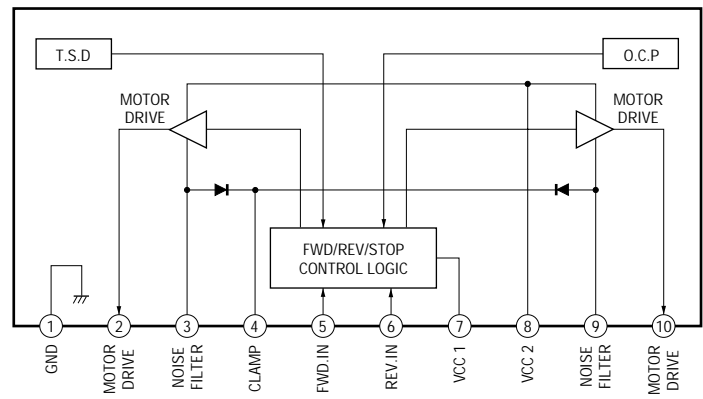 T.S.D
O.C.P
MOTOR
DRIVE
MOTOR
DRIVE
FWD/REV/STOP
CONTROL LOGIC
1
2
3
4
5
6
7
8
9
10
GND
MOTOR
DRIVE
NOISE
FILTER
CLAMP
FWD.IN
REV.IN
VCC 1
VCC 2
NOISE
FILTER
MOTOR
DRIVE